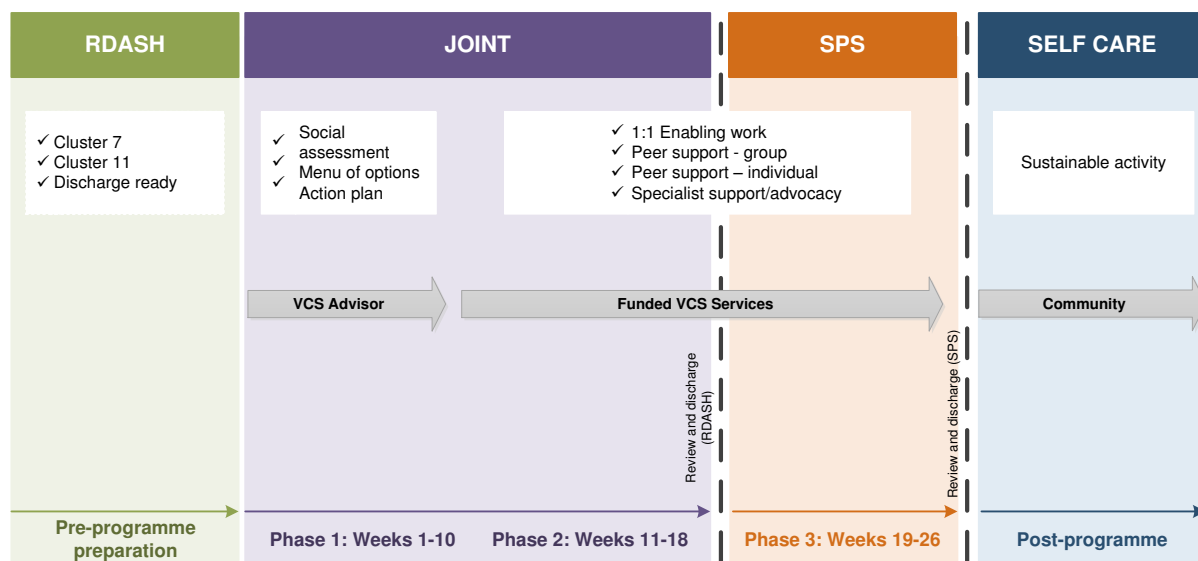 RDASH
JOINT
SPS
SELF CARE
✓ Cluster 7
✓ Cluster 11
✓ Discharge ready
✓ Social
✓ assessment
✓ Menu of options
Action plan
✓ 1:1 Enabling work
✓ Peer support - group
✓ Peer support – individual
✓ Specialist support/advocacy
Sustainable activity
VCS Advisor
Funded VCS Services
Community
Review and discharge
(RDASH)
Review and discharge (SPS)
Pre-programme
preparation
Phase 1: Weeks 1-10
Phase 2: Weeks 11-18
Phase 3: Weeks 19-26
Post-programme